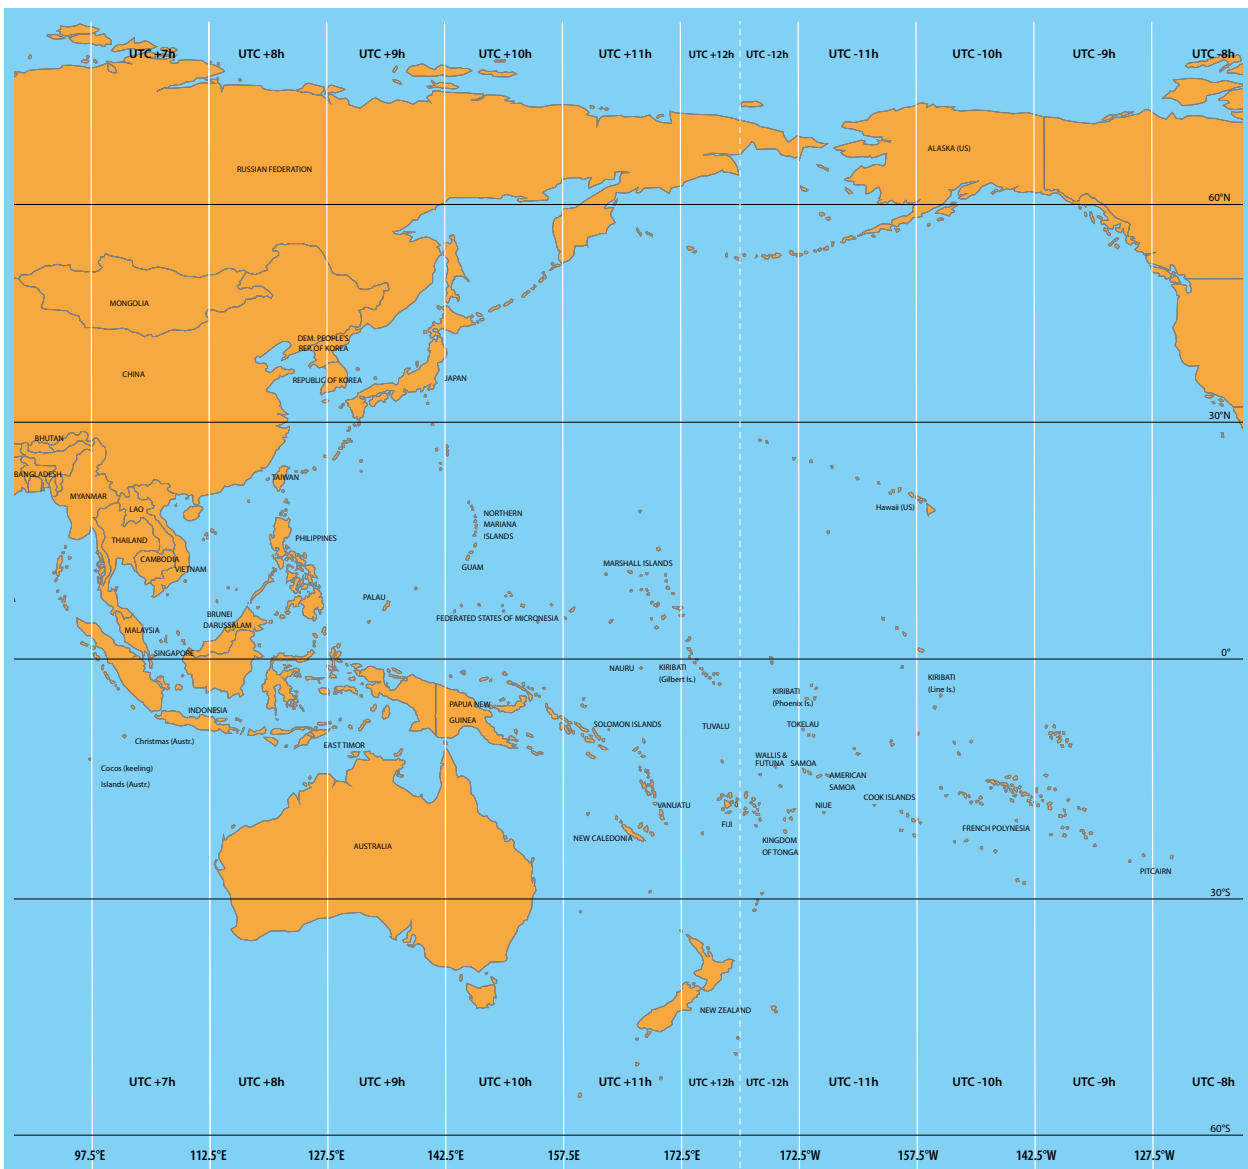 UTC +7h
UTC +8h
UTC +9h
UTC +10h
UTC +11h
UTC +12h
UTC -12h
UTC -11h
UTC -10h
UTC -9h
UTC -8h
ALASKA (US)
RUSSIAN FEDERATION
60°N
MONGOLIA
DEM. PEOPLE'S
REP. OF KOREA
CHINA
REPUBLIC OF KOREA
JAPAN
30°N
BHUTAN
BANGLADESH
TAIWAN
MYANMAR
LAO
Hawaii (US)
NORTHERN
MARIANA
ISLANDS
THAILAND
PHILIPPINES
CAMBODIA
VIETNAM
GUAM
MARSHALL ISLANDS
PALAU
BRUNEI
DARUSSALAM
FEDERATED STATES OF MICRONESIA
MALAYSIA
SINGAPORE
0°
NAURU
KIRIBATI
(Gilbert Is.)
KIRIBATI
(Line Is.)
KIRIBATI
(Phoenix Is.)
PAPUA NEW
GUINEA
INDONESIA
SOLOMON ISLANDS
TUVALU
TOKELAU
Christmas (Austr.)
EAST TIMOR
WALLIS &
FUTUNA
SAMOA
Cocos (keeling)
Islands (Austr.)
AMERICAN
SAMOA
COOK ISLANDS
VANUATU
NIUE
FIJI
FRENCH POLYNESIA
NEW CALEDONIA
KINGDOM
OF TONGA
AUSTRALIA
PITCAIRN
30°S
NEW ZEALAND
UTC +7h
UTC +8h
UTC +9h
UTC +10h
UTC +11h
UTC +12h
UTC -12h
UTC -11h
UTC -10h
UTC -9h
UTC -8h
60°S
97.5°E
112.5°E
127.5°E
142.5°E
157.5E
172.5°E
172.5°W
157.5°W
142.5°W
127.5°W